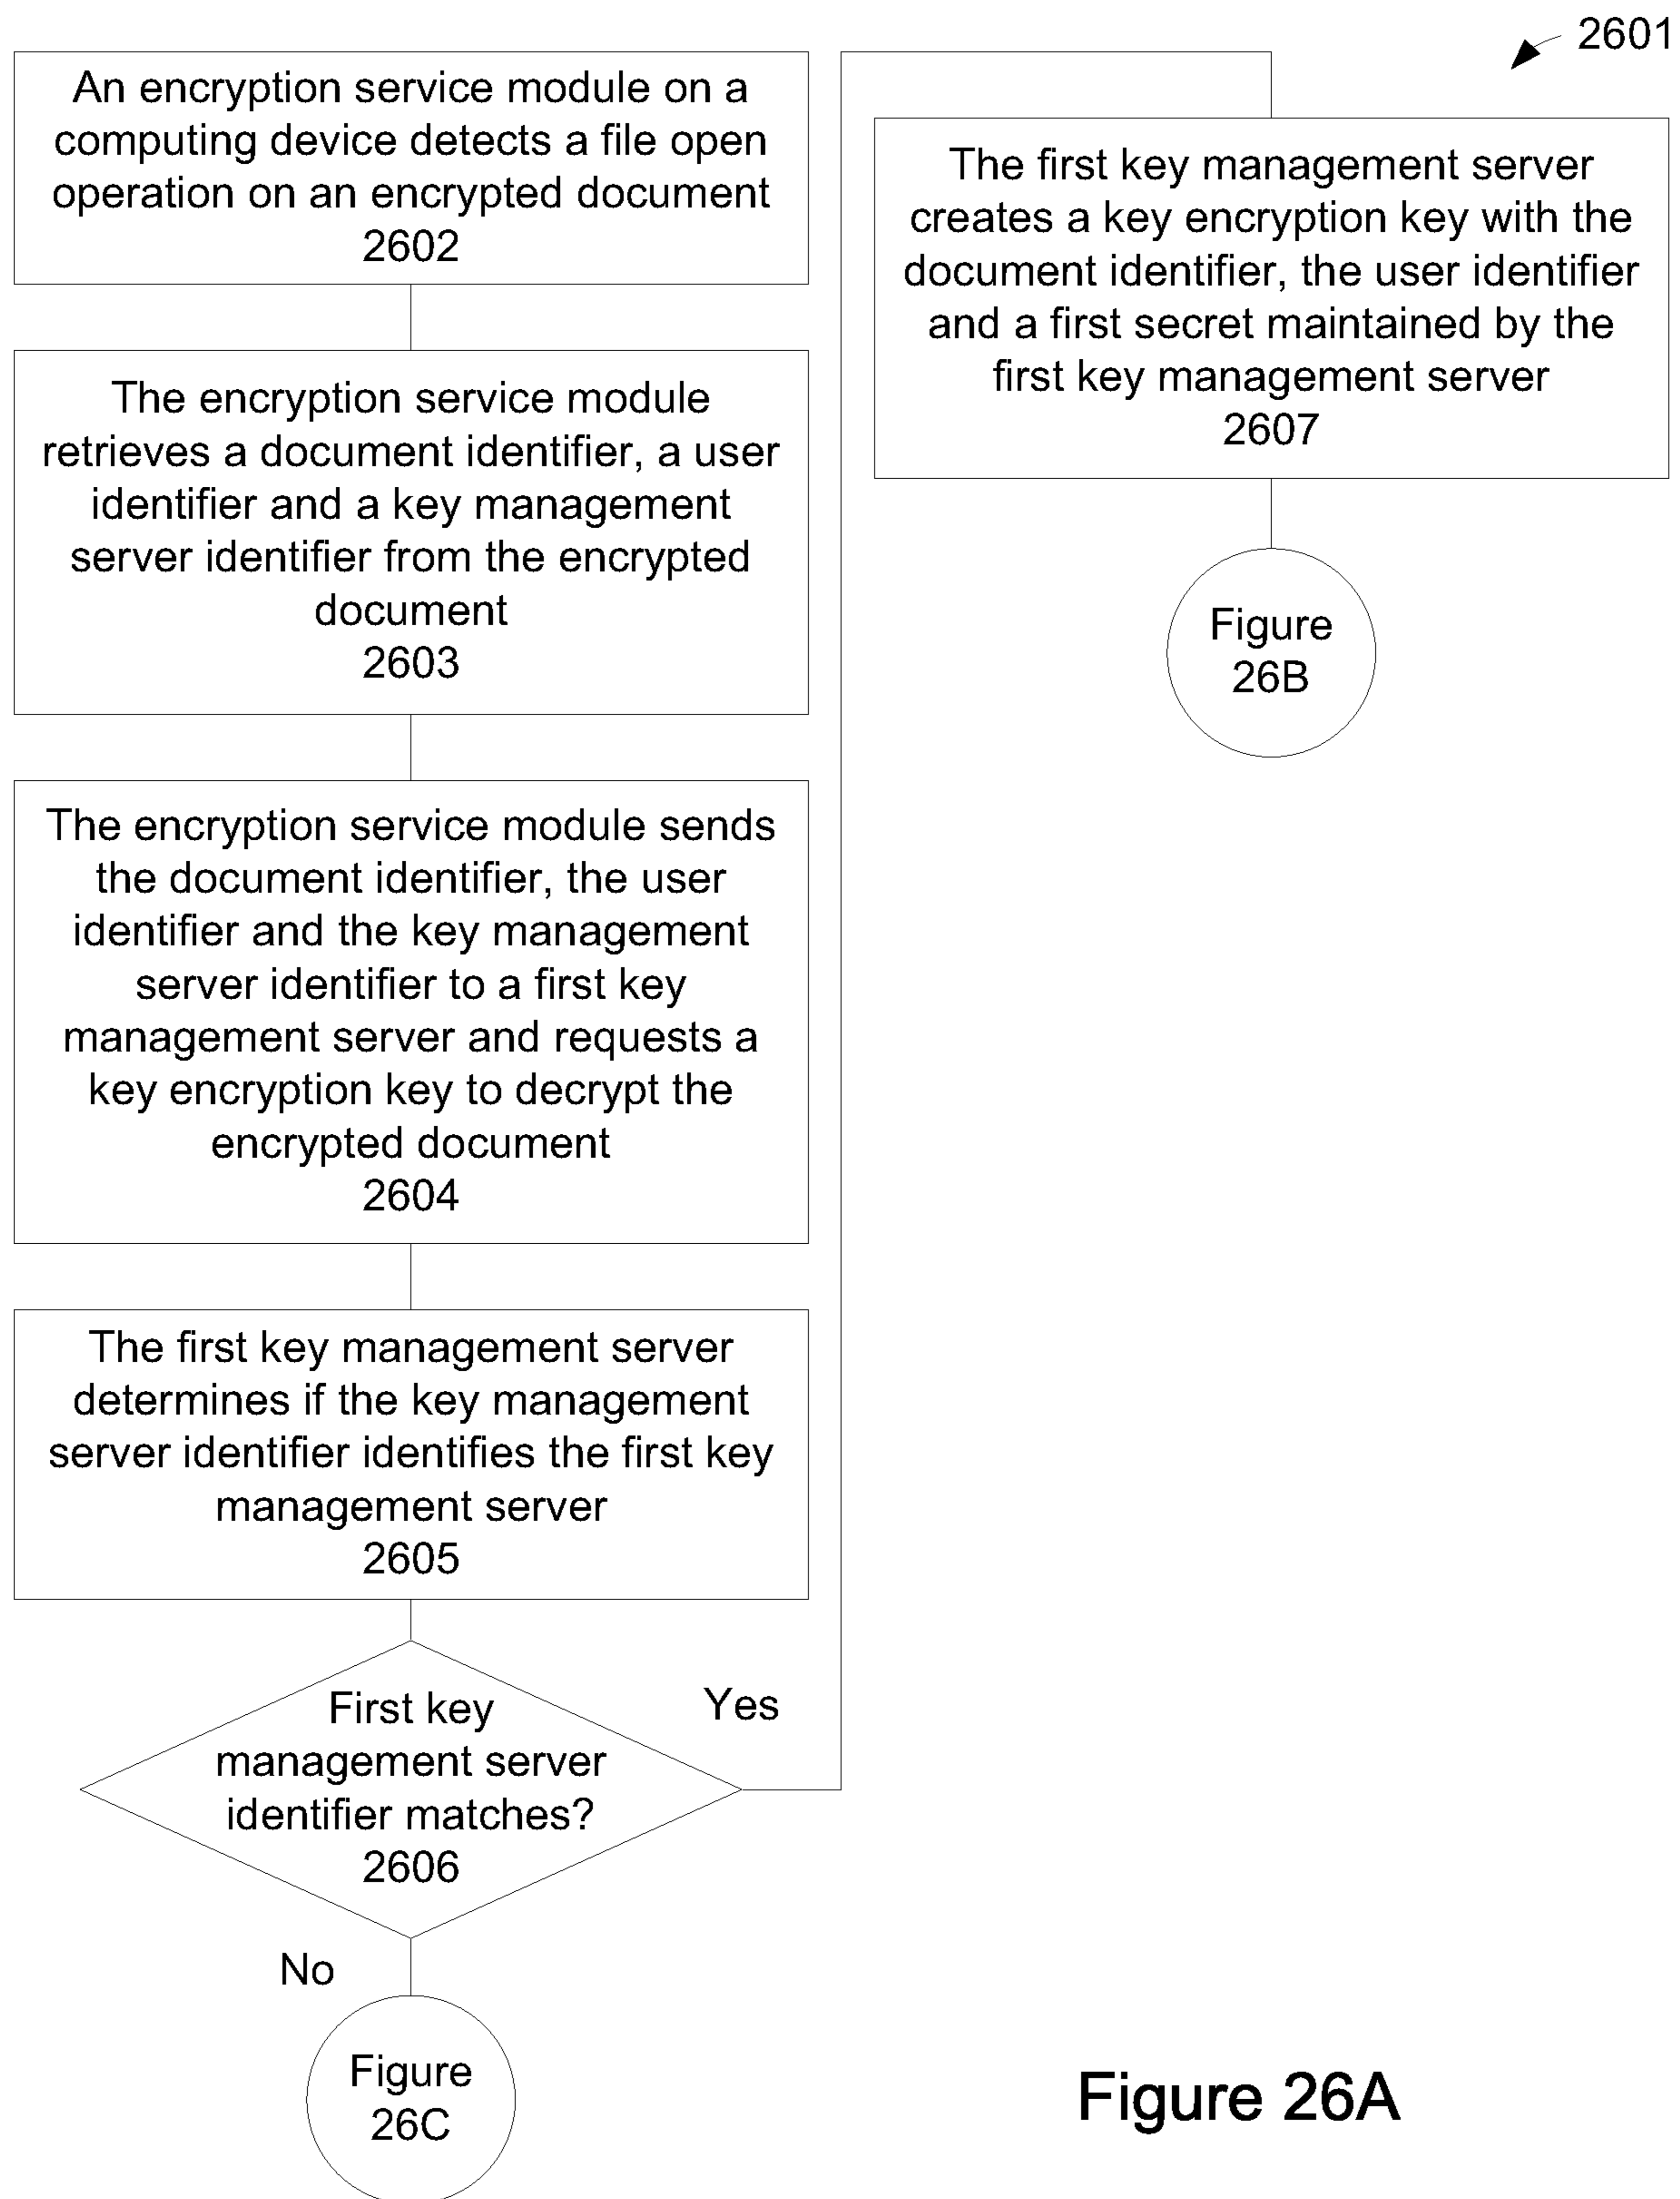 2601
An encryption service module on a
computing device detects a file open
operation on an encrypted document
2602
The encryption service module
retrieves a document identifier, a user
identifier and a key management
server identifier from the encrypted
document
2603
The encryption service module sends
the document identifier, the user
identifier and the key management
server identifier to a first key
management server and requests a
key encryption key to decrypt the
encrypted document
2604
The first key management server
determines if the key management
server identifier identifies the first key
management server
2605
First key
management server
identifier matches?
2606
Yes
No
Figure
26C
The first key management server
creates a key encryption key with the
document identifier, the user identifier
and a first secret maintained by the
first key management server
2607
Figure
26B
Figure 26A